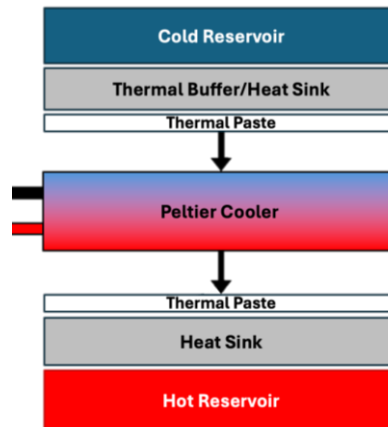 Cold Reservoir
Thermal Buffer/Heat Sink
Thermal Paste
Peltier Cooler
Thermal Paste
Heat Sink
Hot Reservoir